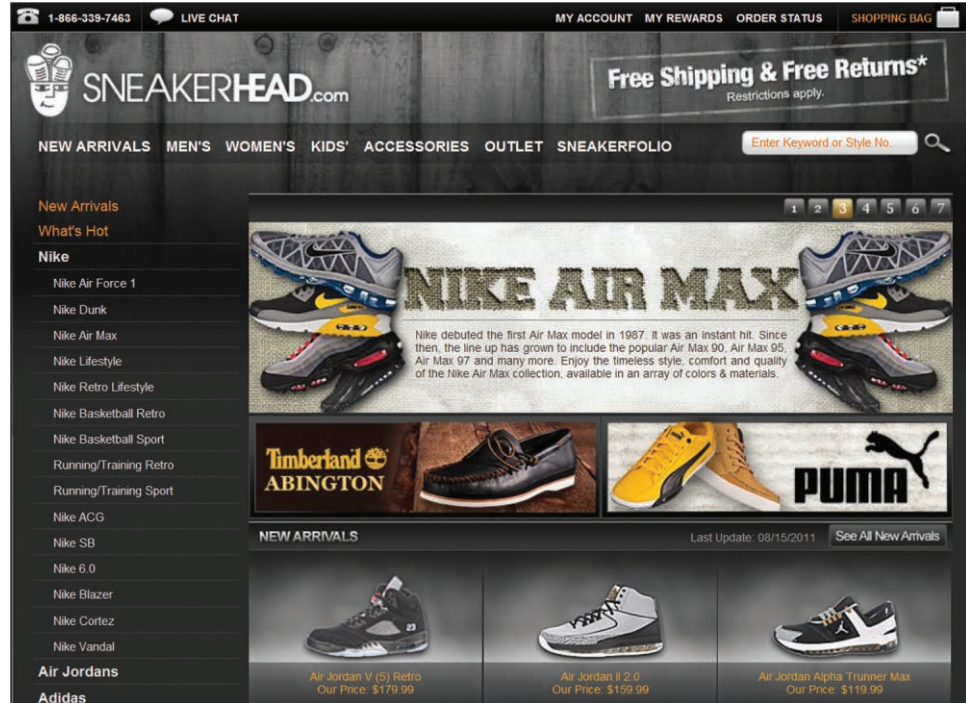 1-866-339-7463 LIVE CHAT MY ACCOUNT MY REWARDS ORDER STATUS SHOPPING BAG
SNEAKERHEAD.com
Free Shipping & Free Returns*
Restrictions apply.
NEW ARRIVALS MEN'S WOMEN'S KIDS' ACCESSORIES OUTLET SNEAKERFOLIO
Enter Keyword or Style No.
New Arrivals
What's Hot
Nike
Nike Air Force 1
Nike Dunk
Nike Air Max
Nike Lifestyle
Nike Retro Lifestyle
Nike Basketball Retro
Nike Basketball Sport
Running/Training Retro
Running/Training Sport
Nike ACG
Nike SB
Nike 6.0
Nike Blazer
Nike Cortez
Nike Vandal
Air Jordans
Adidas
1 2 3 4 5 6 7
NIKE AIR MAX
Nike debuted the first Air Max model in 1987. It was an instant hit. Since
then, the line up has grown to include the popular Air Max 90, Air Max 95,
Air Max 97 and many more. Enjoy the timeless style, comfort and quality
of the Nike Air Max collection, available in an array of colors & materials.
Timberland
ABINGTON
PUMA
NEW ARRIVALS
Last Update: 08/15/2011 See All New Arrivals
23
Air Jordan V (5) Retro
Our Price: $179.99
Air Jordan II 2.0
Our Price: $159.99
Air Jordan Alpha Trunner Max
Our Price: $119.99